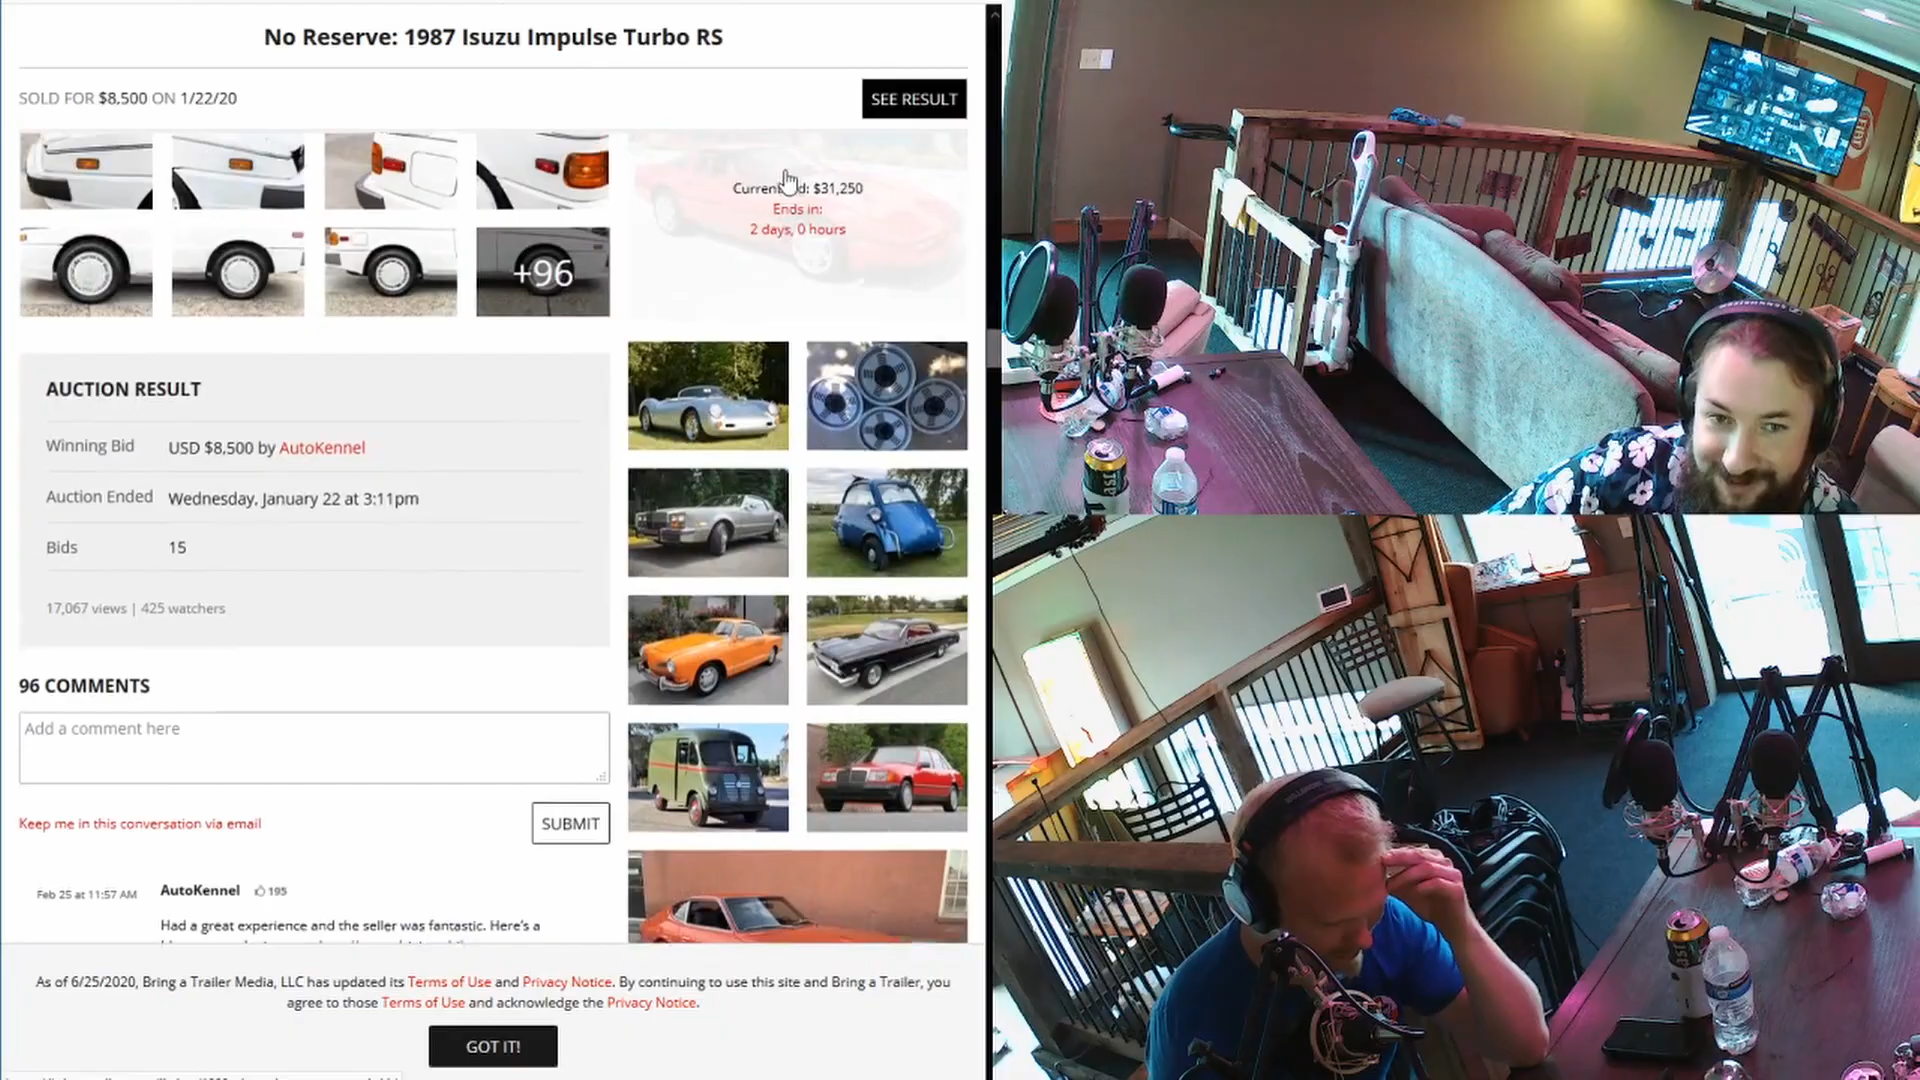 No Reserve: 1987 Isuzu Impulse Turbo RS
SOLD FOR $8,500 ON 1/22/20
SEE RESULT
$31,250
Ends in:
2 days, 0 hours
+96
AUCTION RESULT
Winning Bid USD $8,500 by AutoKennel
Auction Ended Wednesday, January 22 at 3:11pm
Bids 15
17,067 views | 425 watchers
96 COMMENTS
Add a comment here
Keep me in this conversation via email
SUBMIT
Feb 25 at 11:57 AM AutoKennel 195
Had a great experience and the seller was fantastic. Here's a
As of 6/25/2020, Bring a Trailer Media, LLC has updated its Terms of Use and Privacy Notice. By continuing to use this site and Bring a Trailer, you
agree to those Terms of Use and acknowledge the Privacy Notice.
GOT IT!